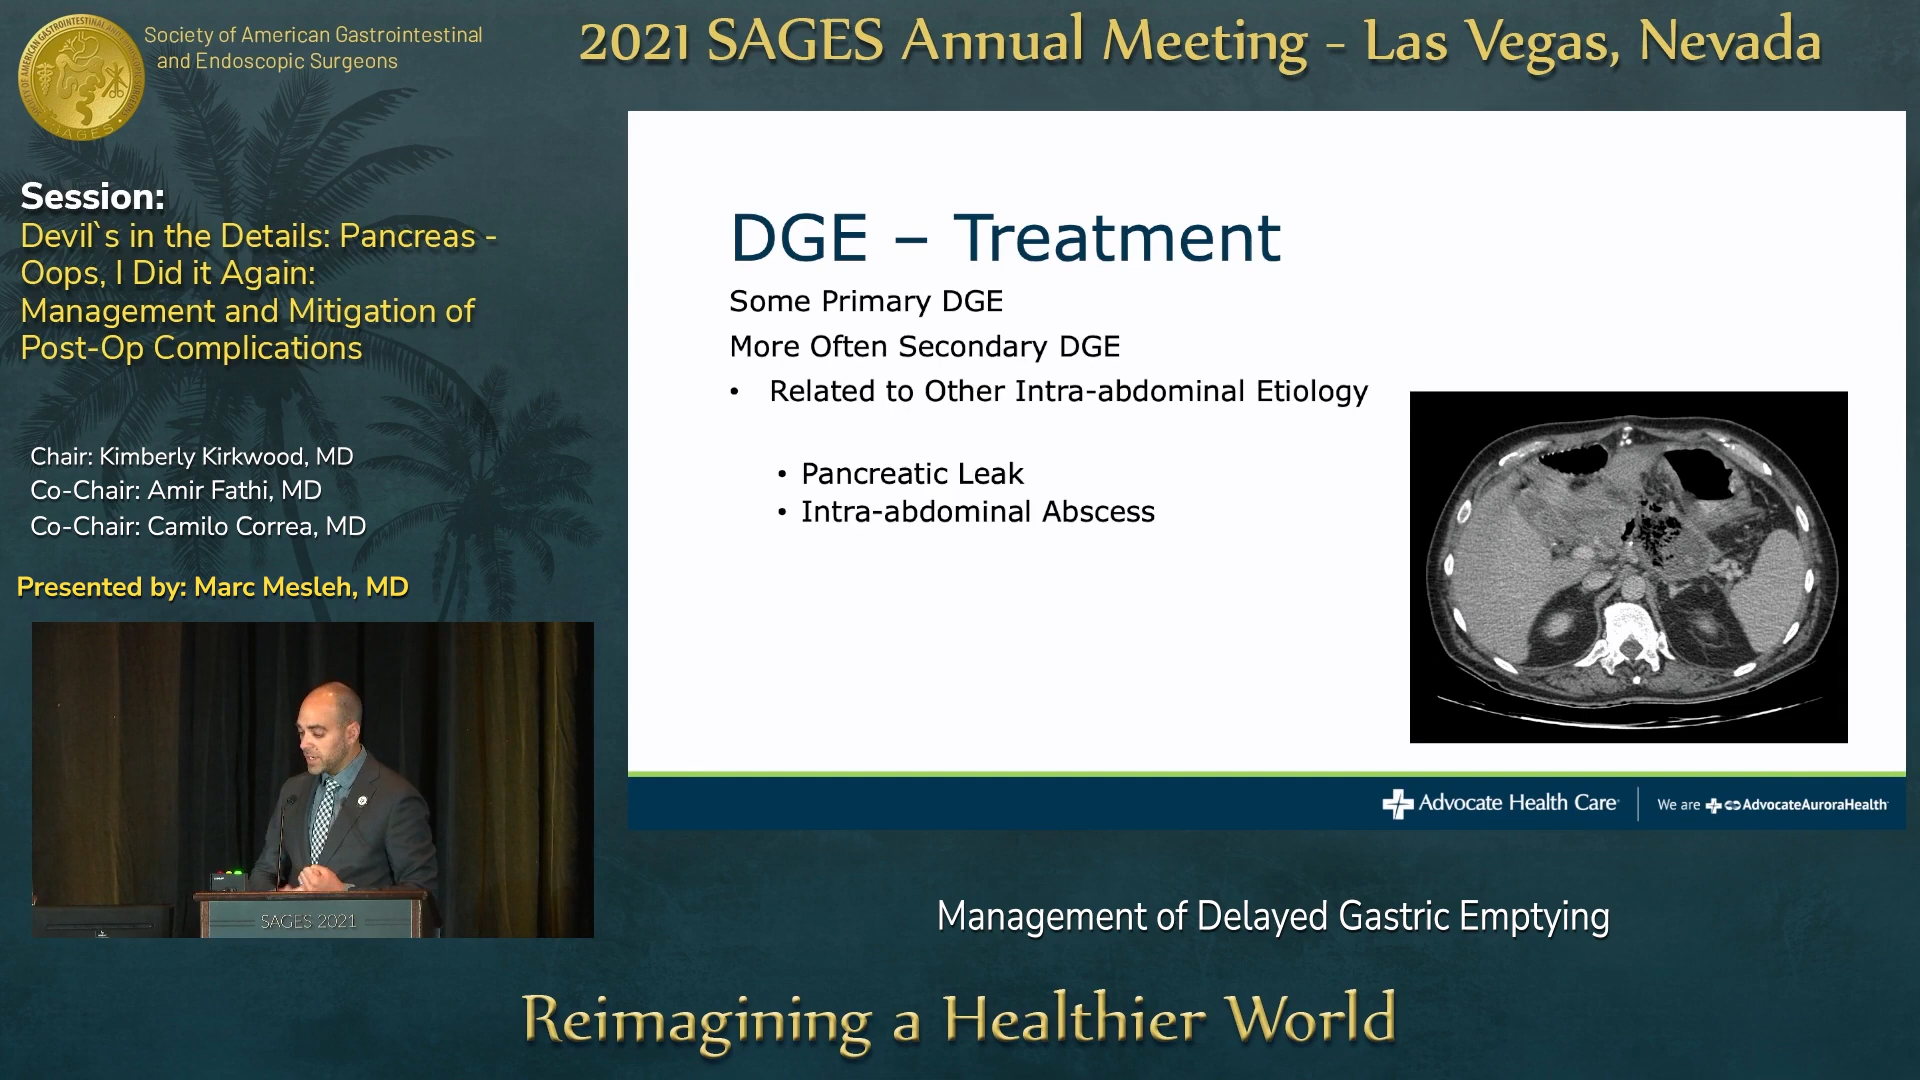 Society of American Gastrointestinal
and Endoscopic Surgeons
2021 SAGES Annual Meeting - Las Vegas, Nevada
SAGES
Session:
Devil`s in the Details: Pancreas -
Oops, I Did it Again:
Management and Mitigation of
Post-Op Complications
Chair: Kimberly Kirkwood, MD
Co-Chair: Amir Fathi, MD
Co-Chair: Camilo Correa, MD
Presented by: Marc Mesleh, MD
SAGES 2021
DGE – Treatment
Some Primary DGE
More Often Secondary DGE
• Related to Other Intra-abdominal Etiology
• Pancreatic Leak
• Intra-abdominal Abscess
Advocate Health Care
We are AdvocateAuroraHealth
Management of Delayed Gastric Emptying
Reimagining a Healthier World